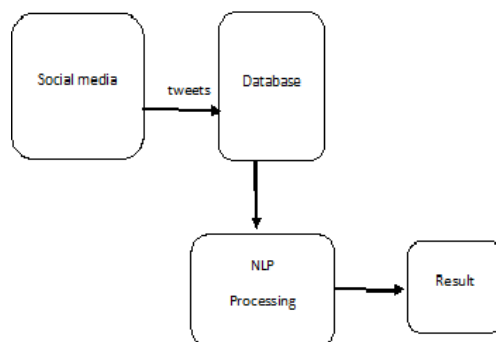 Social media
tweets
Database
NLP
Processing
Result